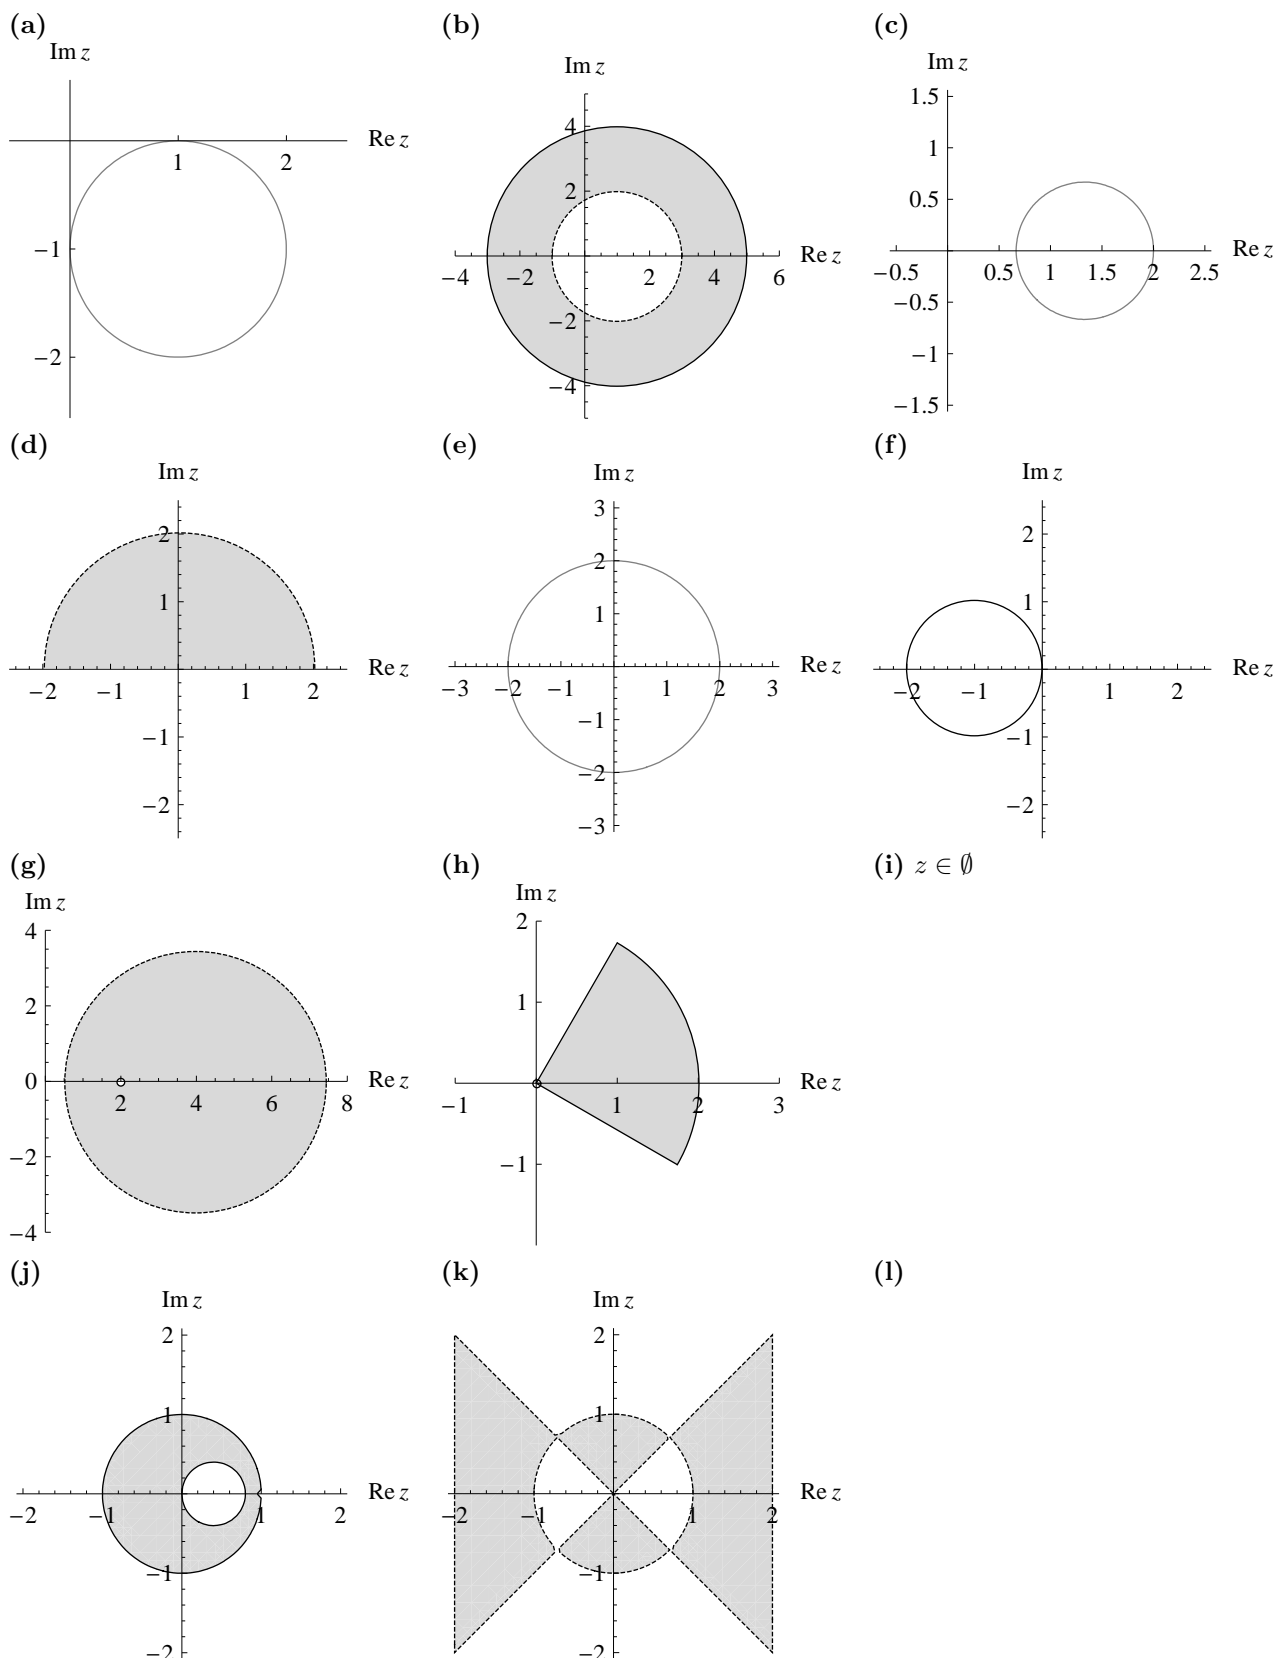 (a)
Im z
Re z
1 2
−1
−2
(b)
Im z
4
2
Re z
−4 −2 2 4 6
−2
−4
(c)
Im z
1.5
1
0.5
Re z
−0.5 0.5 1 1.5 2 2.5
−0.5
−1
−1.5
(d)
Im z
2
1
Re z
−2 −1 1 2
−1
−2
(e)
Im z
3
2
1
Re z
−3 −2 −1 1 2 3
−1
−2
−3
(f)
Im z
2
1
Re z
−2 −1 1 2
−1
−2
(g)
Im z
4
2
0 Re z
2 4 6 8
−2
−4
(h)
Im z
2
1
Re z
−1 1 2 3
−1
(i) z ∈ ∅
(j)
Im z
2
1
Re z
−2 −1 1 2
−1
−2
(k)
Im z
2
1
Re z
−2 −1 1 2
−1
−2
(l)